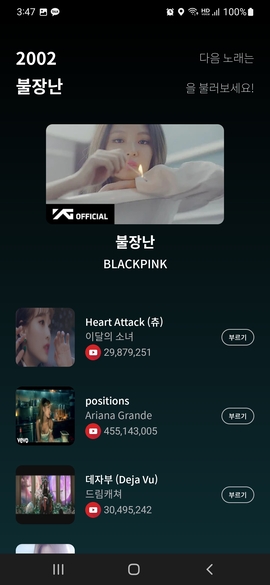 3:47 100%
2002 다음 노래는
불장난 을 불러보세요!
YG OFFICIAL
불장난
BLACKPINK
Heart Attack (츄)
이달의 소녀
29,879,251
부르기
positions
Ariana Grande
455,143,005
부르기
vevo
데자부 (Deja Vu)
드림캐쳐
30,495,242
부르기